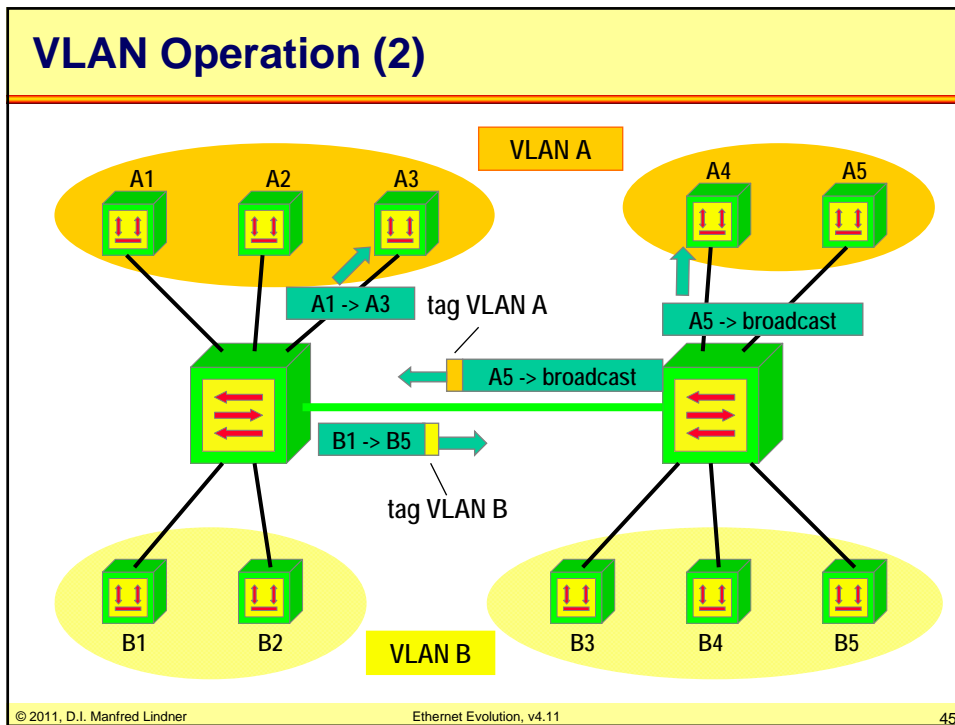 VLAN Operation (2)
VLAN A
A1
A2
A3
A4
A5
A1 -> A3
tag VLAN A
A5 -> broadcast
A5 -> broadcast
B1 -> B5
tag VLAN B
B1
B2
B3
B4
B5
VLAN B
© 2011, D.I. Manfred Lindner
Ethernet Evolution, v4.11
45